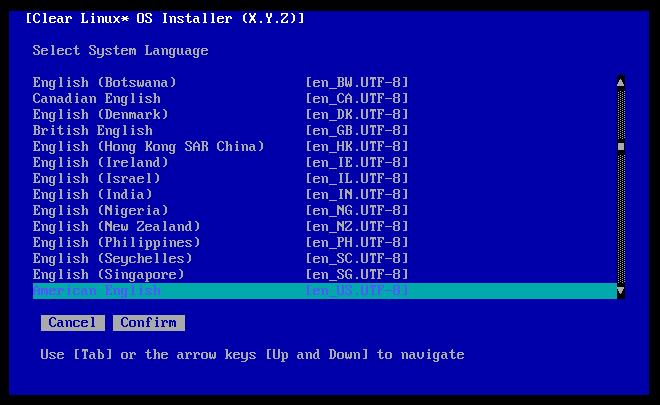 [Clear Linux* OS Installer (X.Y.Z)]
Select System Language
English (Botswana) [en_BW.UTF-8]
Canadian English [en_CA.UTF-8]
English (Denmark) [en_DK.UTF-8]
British English [en_GB.UTF-8]
English (Hong Kong SAR China) [en_HK.UTF-8]
English (Ireland) [en_IE.UTF-8]
English (Israel) [en_IL.UTF-8]
English (India) [en_IN.UTF-8]
English (Nigeria) [en_NG.UTF-8]
English (New Zealand) [en_NZ.UTF-8]
English (Philippines) [en_PH.UTF-8]
English (Seychelles) [en_SC.UTF-8]
English (Singapore) [en_SG.UTF-8]
American English [en_US.UTF-8]
Cancel Confirm
Use [Tab] or the arrow keys [Up and Down] to navigate